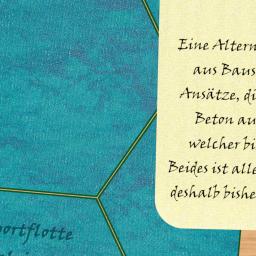 Eine Altern
aus Baus
Ansätze, di
Beton au
welcher bi
Beides ist alle
deshalb bishe
portflotte